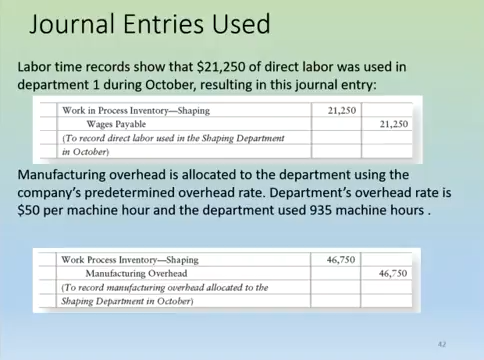 Journal Entries Used
Labor time records show that $21,250 of direct labor was used in
department 1 during October, resulting in this journal entry:
Work in Process Inventory—Shaping 21,250
Wages Payable 21,250
(To record direct labor used in the Shaping Department
in October)
Manufacturing overhead is allocated to the department using the
company's predetermined overhead rate. Department's overhead rate is
$50 per machine hour and the department used 935 machine hours .
Work Process Inventory—Shaping 46,750
Manufacturing Overhead 46,750
(To record manufacturing overhead allocated to the
Shaping Department in October)
42